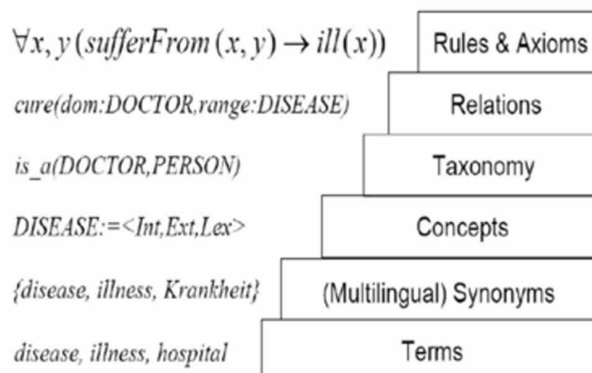 ∀x, y (sufferFrom (x, y) → ill(x)) Rules & Axioms
cure(dom:DOCTOR,range:DISEASE) Relations
is_a(DOCTOR,PERSON) Taxonomy
DISEASE:=<Int,Ext,Lex> Concepts
{disease, illness, Krankheit} (Multilingual) Synonyms
disease, illness, hospital Terms